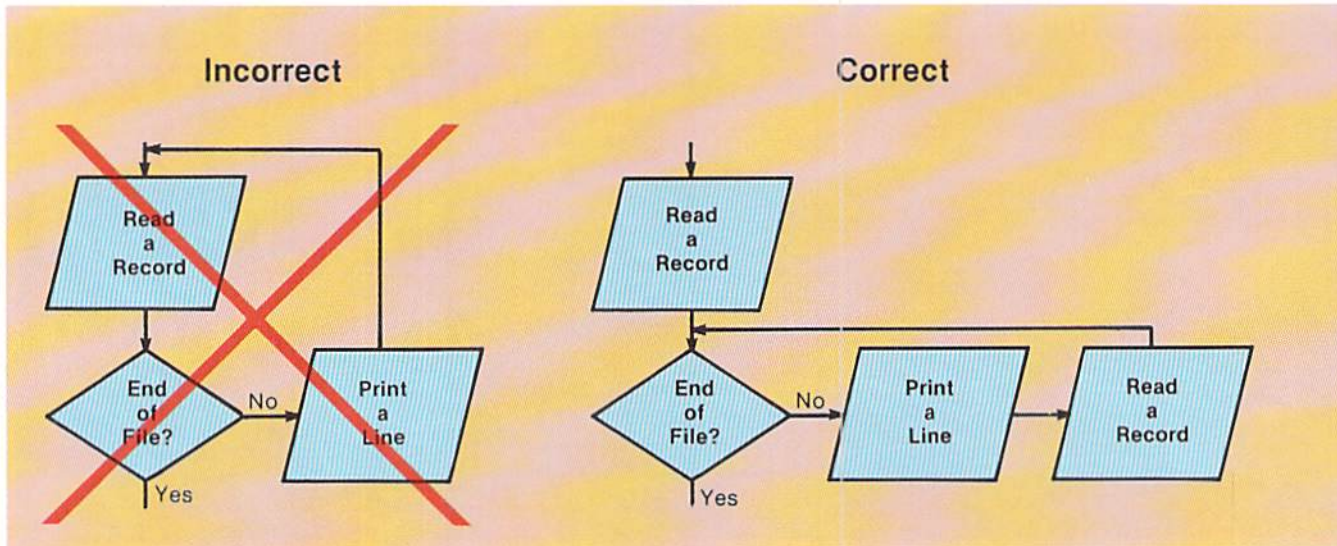 Incorrect
Read
a
Record
End
of
File?
No
Print
a
Line
Yes
Correct
Read
a
Record
End
of
File?
No
Print
a
Line
Read
a
Record
Yes